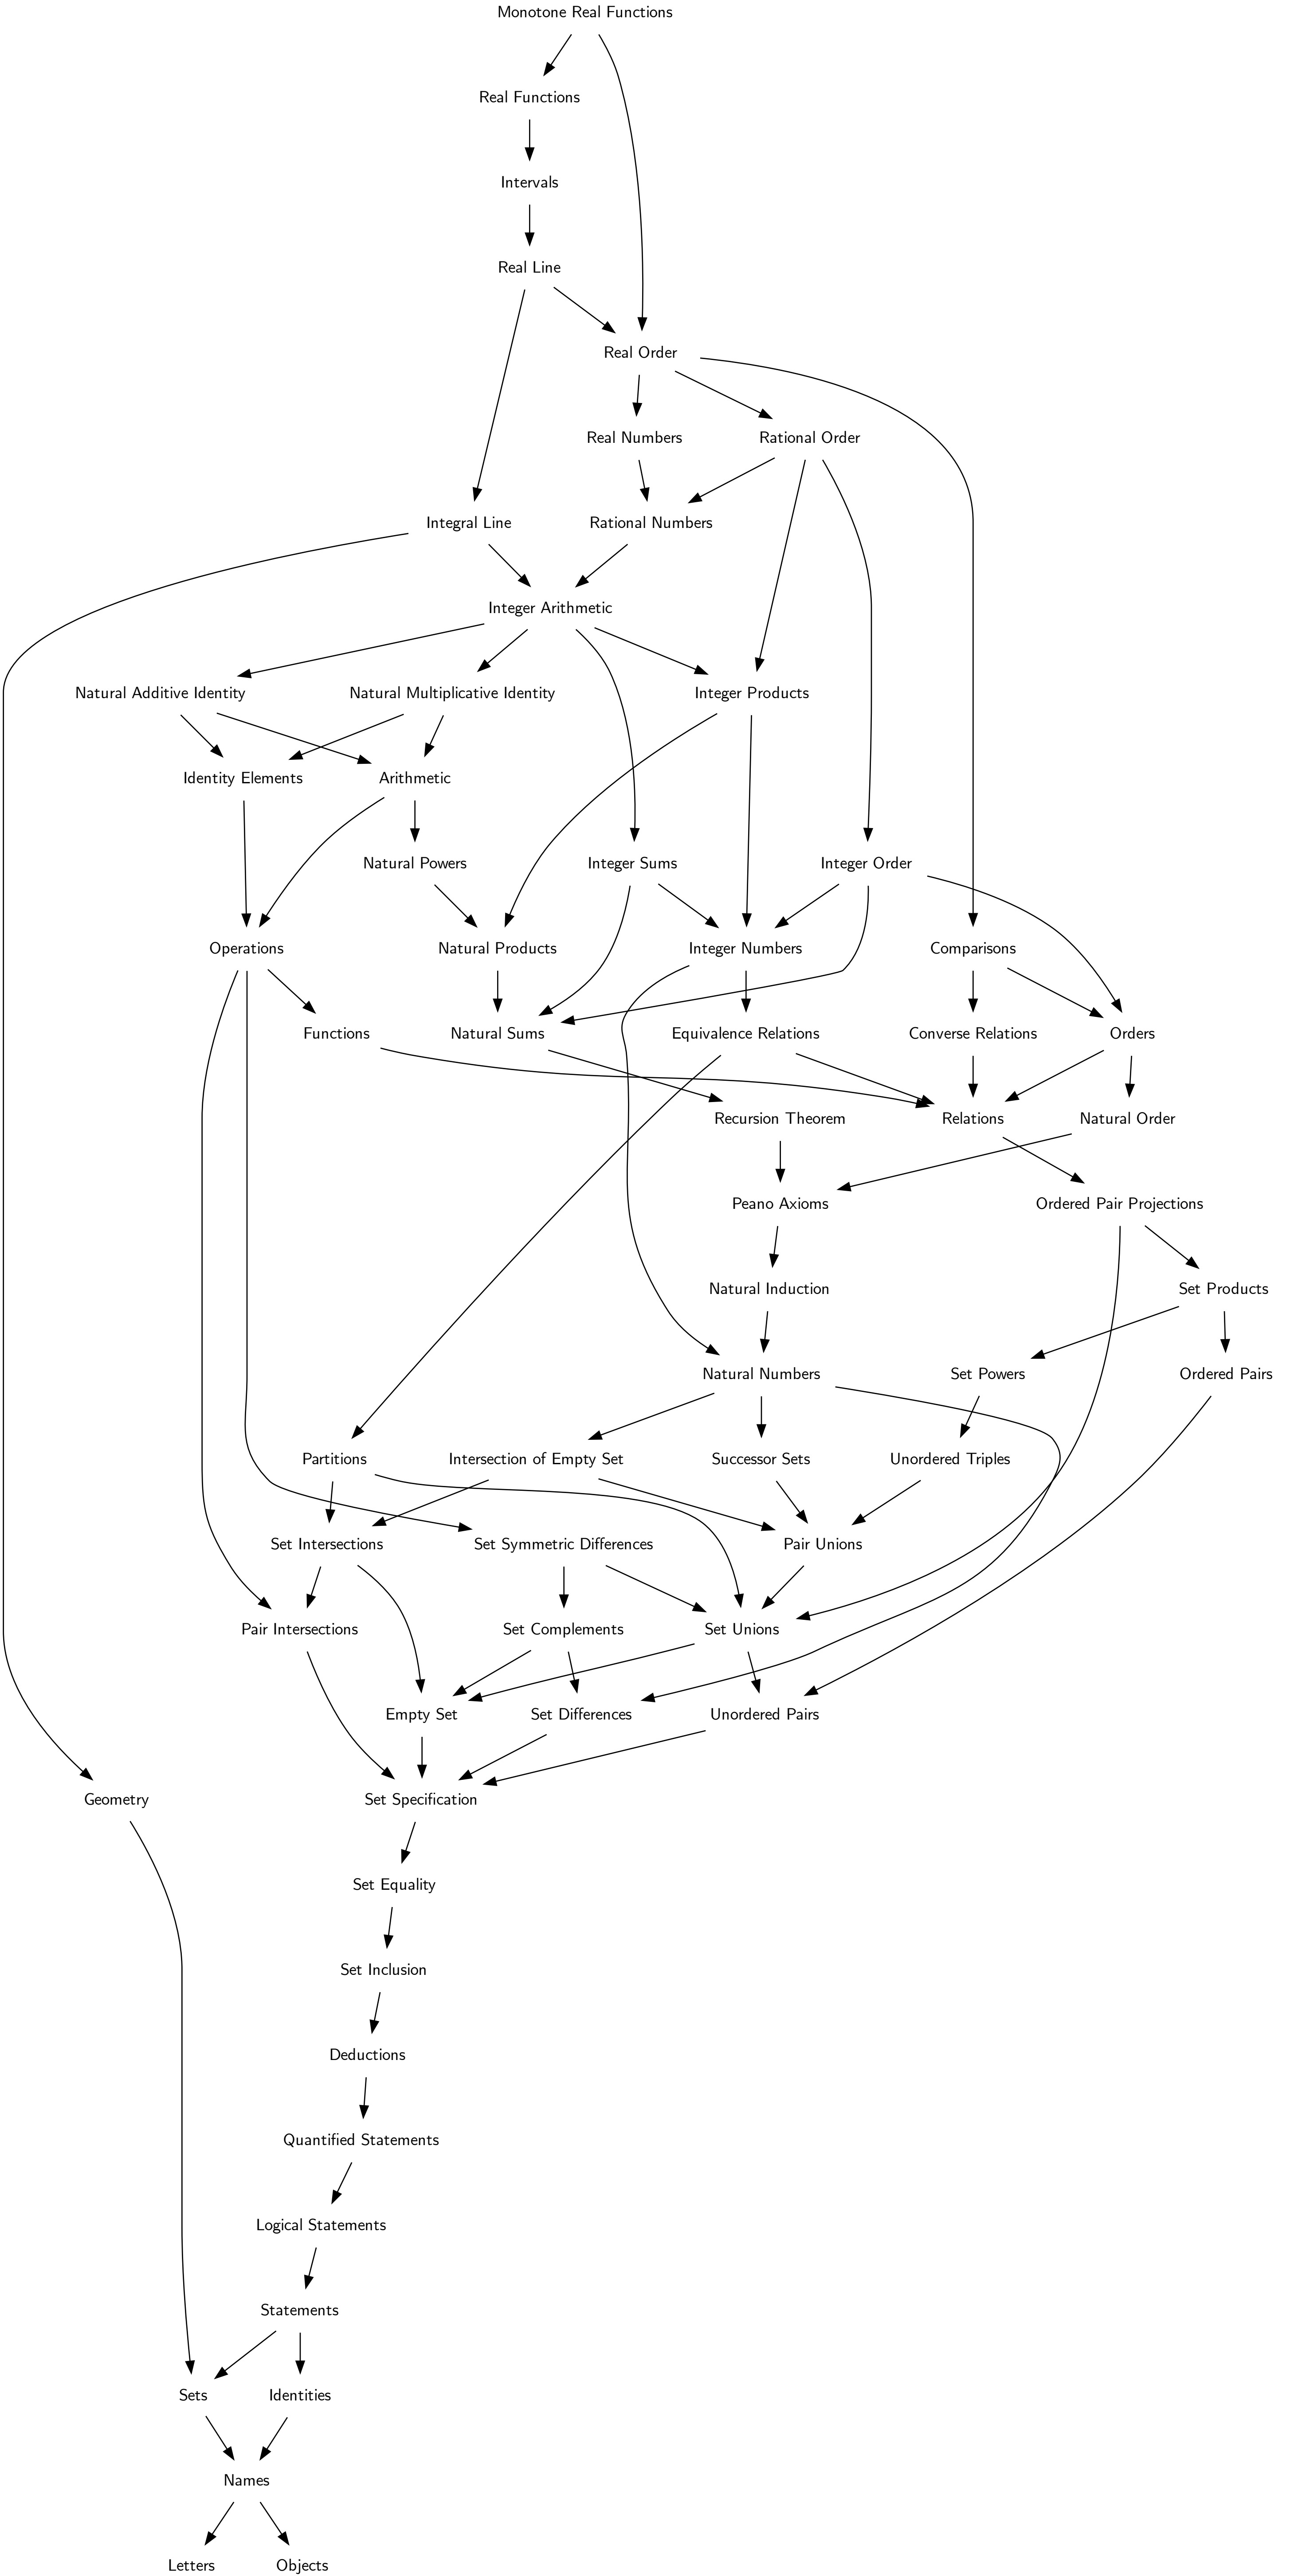 Monotone Real Functions
Real Functions
Intervals
Real Line
Real Order
Real Numbers
Rational Order
Integral Line
Rational Numbers
Integer Arithmetic
Natural Additive Identity
Natural Multiplicative Identity
Integer Products
Identity Elements
Arithmetic
Natural Powers
Integer Sums
Integer Order
Operations
Natural Products
Integer Numbers
Comparisons
Functions
Natural Sums
Equivalence Relations
Converse Relations
Orders
Recursion Theorem
Relations
Natural Order
Peano Axioms
Ordered Pair Projections
Natural Induction
Set Products
Natural Numbers
Set Powers
Ordered Pairs
Partitions
Intersection of Empty Set
Successor Sets
Unordered Triples
Set Intersections
Set Symmetric Differences
Pair Unions
Pair Intersections
Set Complements
Set Unions
Empty Set
Set Differences
Unordered Pairs
Geometry
Set Specification
Set Equality
Set Inclusion
Deductions
Quantified Statements
Logical Statements
Statements
Sets
Identities
Names
Letters
Objects